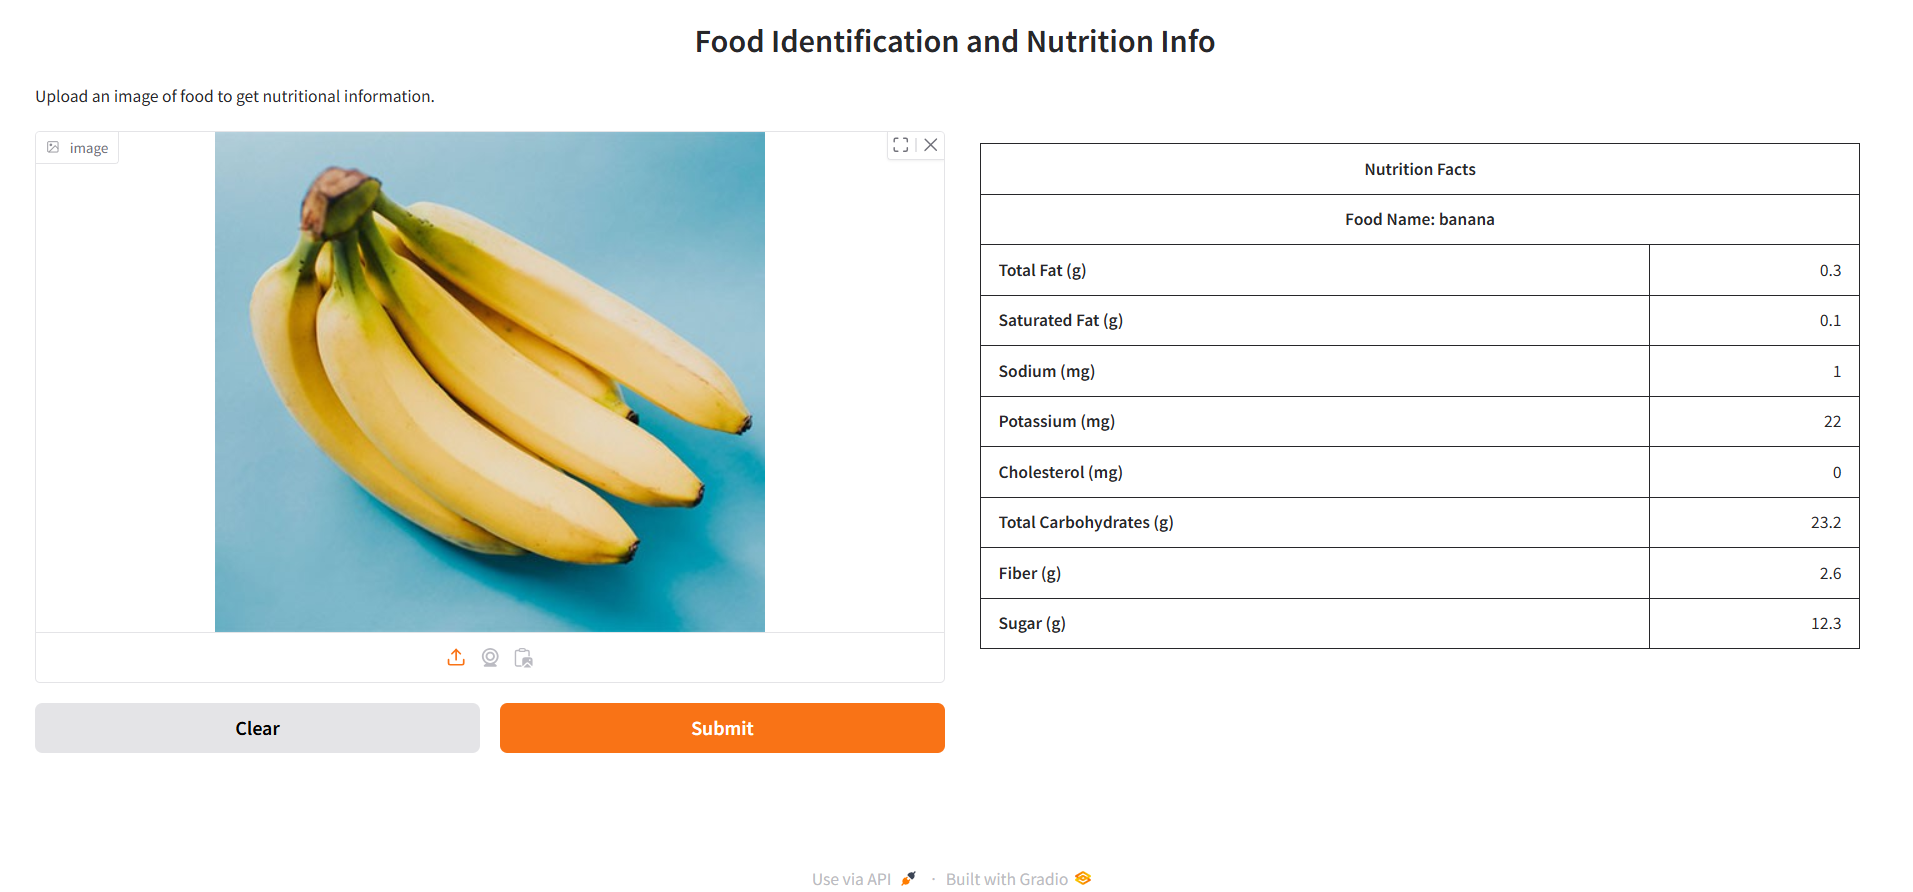 Food Identification and Nutrition Info
Upload an image of food to get nutritional information.
image
Nutrition Facts
Food Name: banana
Total Fat (g) 0.3
Saturated Fat (g) 0.1
Sodium (mg) 1
Potassium (mg) 22
Cholesterol (mg) 0
Total Carbohydrates (g) 23.2
Fiber (g) 2.6
Sugar (g) 12.3
Clear
Submit
Use via API · Built with Gradio